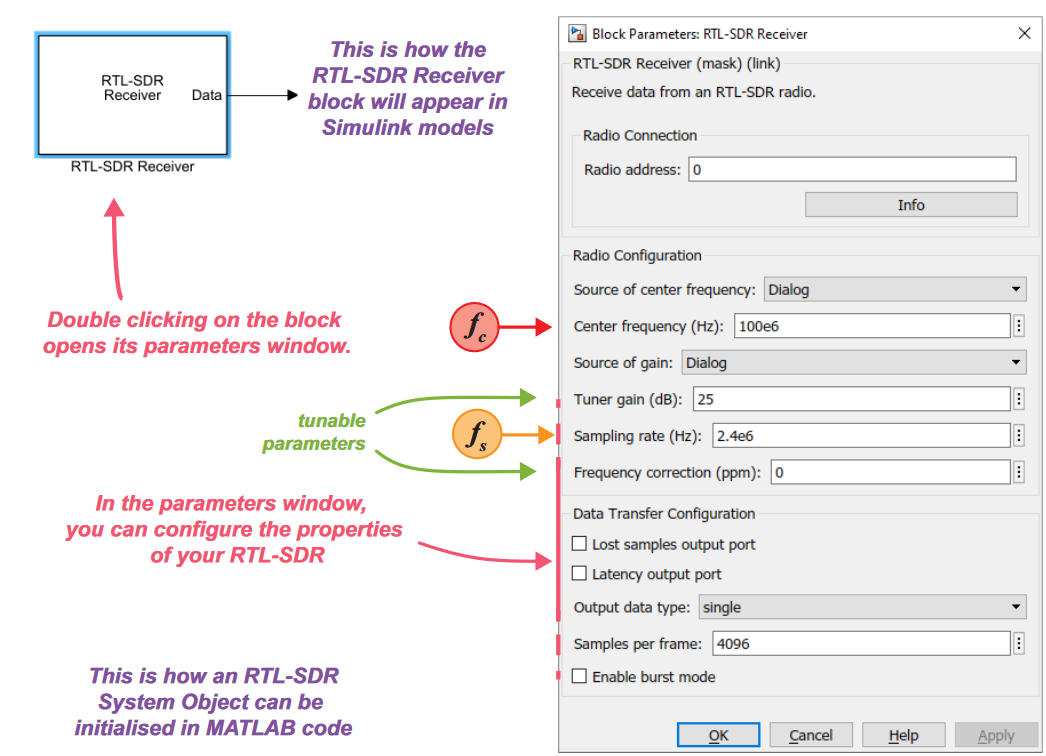 RTL-SDR
Receiver
Data
RTL-SDR Receiver
This is how the
RTL-SDR Receiver
block will appear in
Simulink models
Double clicking on the block
opens its parameters window.
fc
tunable
parameters
fs
In the parameters window,
you can configure the properties
of your RTL-SDR
This is how an RTL-SDR
System Object can be
initialised in MATLAB code
Block Parameters: RTL-SDR Receiver
RTL-SDR Receiver (mask) (link)
Receive data from an RTL-SDR radio.
Radio Connection
Radio address: 0
Info
Radio Configuration
Source of center frequency: Dialog
Center frequency (Hz): 100e6
Source of gain: Dialog
Tuner gain (dB): 25
Sampling rate (Hz): 2.4e6
Frequency correction (ppm): 0
Data Transfer Configuration
Lost samples output port
Latency output port
Output data type: single
Samples per frame: 4096
Enable burst mode
OK Cancel Help Apply